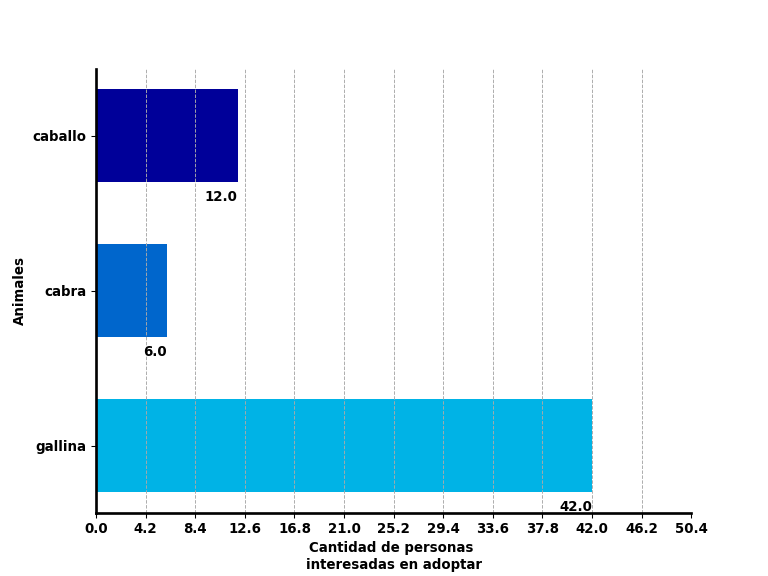 caballo
12.0
Animales
cabra
6.0
gallina
42.0
0.0 4.2 8.4 12.6 16.8 21.0 25.2 29.4 33.6 37.8 42.0 46.2 50.4
Cantidad de personas
interesadas en adoptar